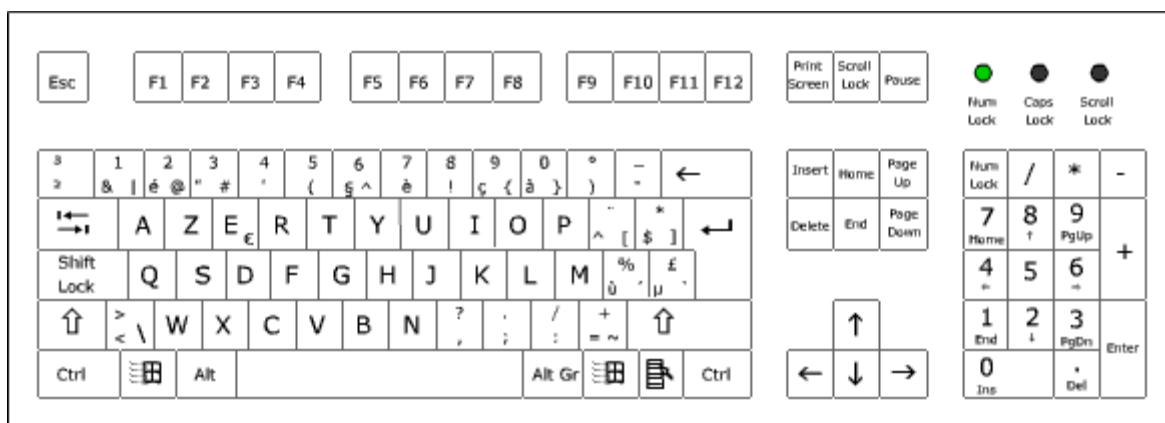 Esc F1 F2 F3 F4 F5 F6 F7 F8 F9 F10 F11 F12 Print Screen Scroll Lock Pause
Num Lock Caps Lock Scroll Lock
³ 1 2 3 4 5 6 7 8 9 0 ° _ ←
² & | é @ " # ' ( § ^ è ! ç { à } ) -
Insert Home Page Up Num Lock / * -
A Z E € R T Y U I O P ¨ ^ [ * $ ]
Delete End Page Down 7 Home 8 ↑ 9 PgUp +
Shift Lock Q S D F G H J K L M % ù ´ £ µ `
4 ← 5 6 →
⇧ > < \ W X C V B N ? , . ; / : + = ~ ⇧
↑ 1 End 2 ↓ 3 PgDn Enter
Ctrl Alt Alt Gr Ctrl
← ↓ → 0 Ins . Del